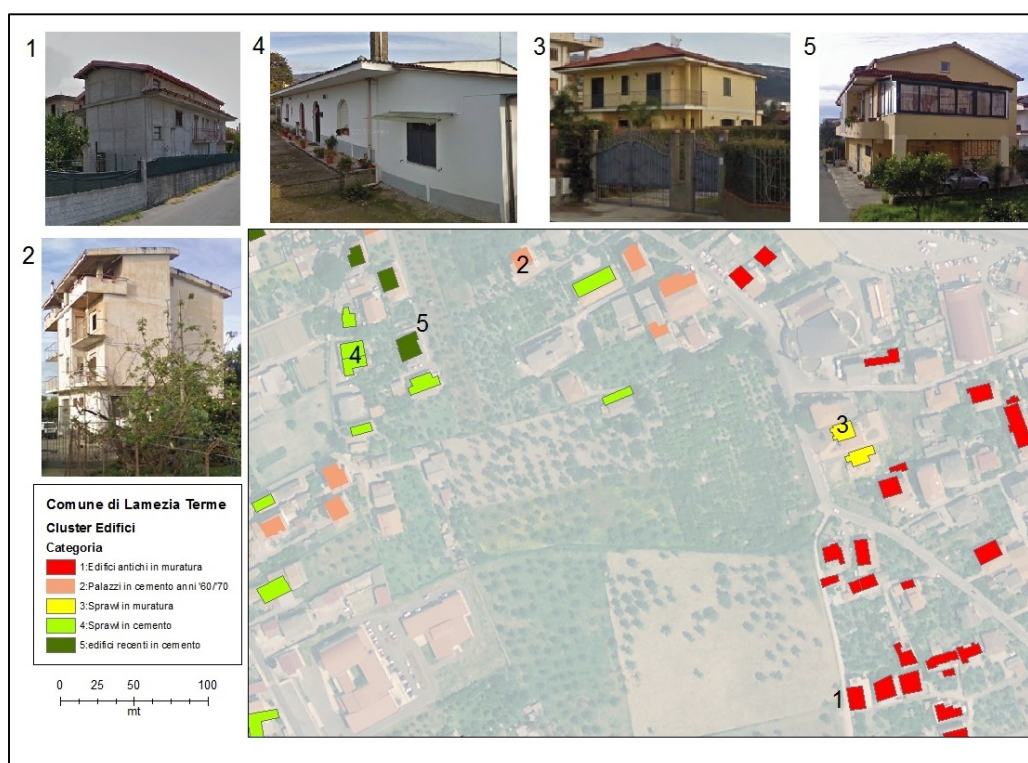 1
4
3
5
2
2
5
4
3
1
Comune di Lamezia Terme
Cluster Edifici
Categoria
1:Edifici antichi in muratura
2:Palazzi in cemento anni '60/'70
3:Sprawl in muratura
4:Sprawl in cemento
5:edifici recenti in cemento
0 25 50 100
mt